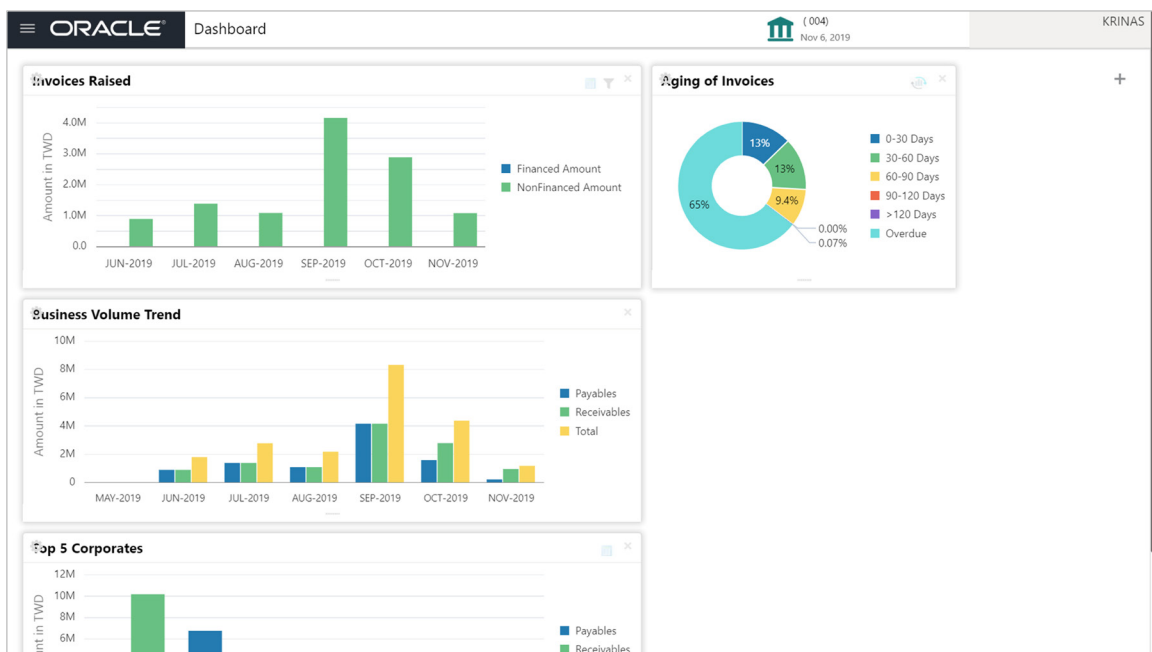 ORACLE®
Dashboard
( 004)
Nov 6, 2019
KRINAS
Invoices Raised
Amount in TWD
4.0M
3.0M
2.0M
1.0M
0.0
JUN-2019 JUL-2019 AUG-2019 SEP-2019 OCT-2019 NOV-2019
Financed Amount
NonFinanced Amount
Aging of Invoices
13%
13%
9.4%
65%
0.00%
0.07%
0-30 Days
30-60 Days
60-90 Days
90-120 Days
>120 Days
Overdue
Business Volume Trend
Amount in TWD
10M
8M
6M
4M
2M
0
MAY-2019 JUN-2019 JUL-2019 AUG-2019 SEP-2019 OCT-2019 NOV-2019
Payables
Receivables
Total
Top 5 Corporates
in TWD
12M
10M
8M
6M
Payables
Receivables